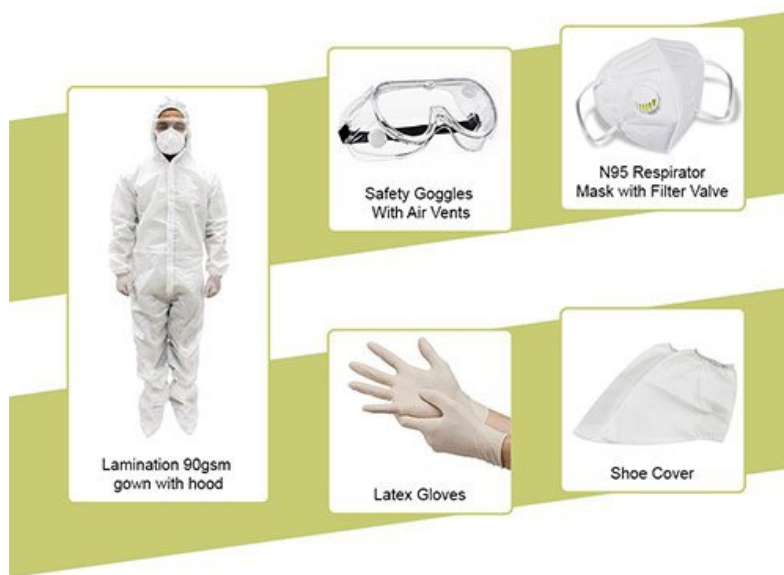 Safety Goggles
With Air Vents
N95 Respirator
Mask with Filter Valve
Lamination 90gsm
gown with hood
Latex Gloves
Shoe Cover